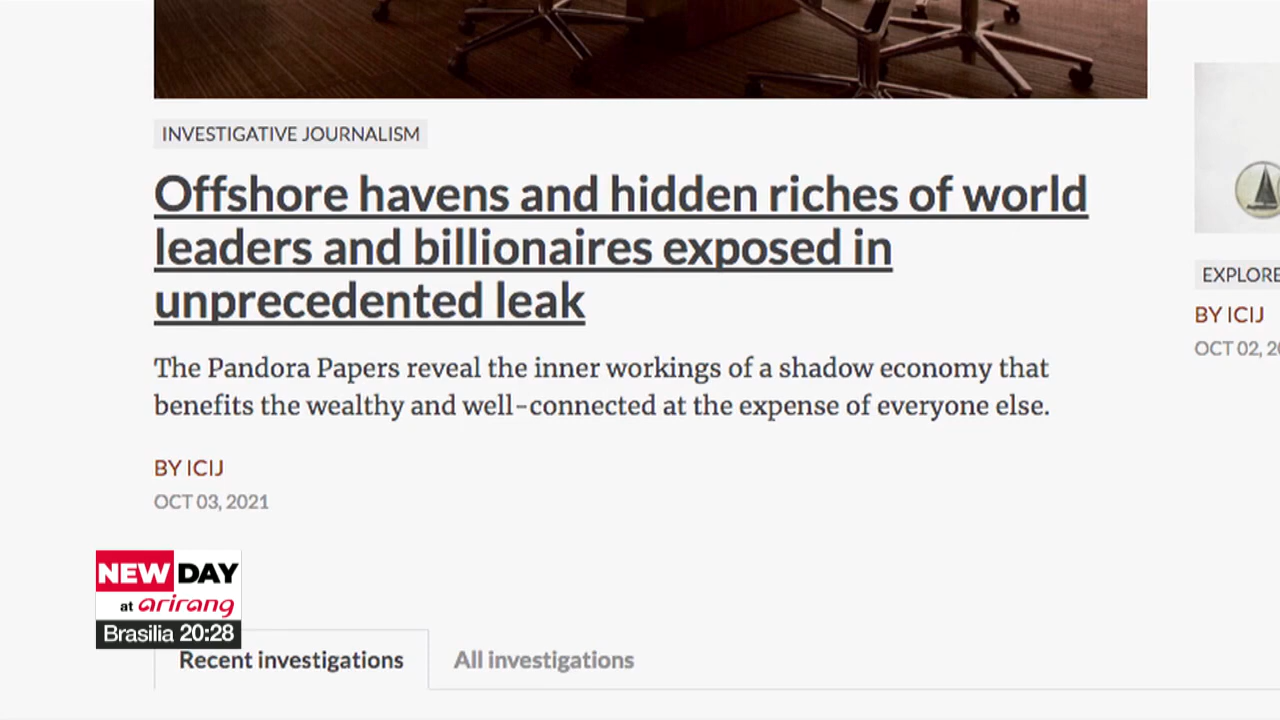 INVESTIGATIVE JOURNALISM
Offshore havens and hidden riches of world
leaders and billionaires exposed in
unprecedented leak
The Pandora Papers reveal the inner workings of a shadow economy that
benefits the wealthy and well-connected at the expense of everyone else.
BY ICIJ
OCT 03, 2021
EXPLORE
BY ICIJ
OCT 02, 20
NEW DAY
at arirang
Brasilia 20:28
Recent investigations
All investigations